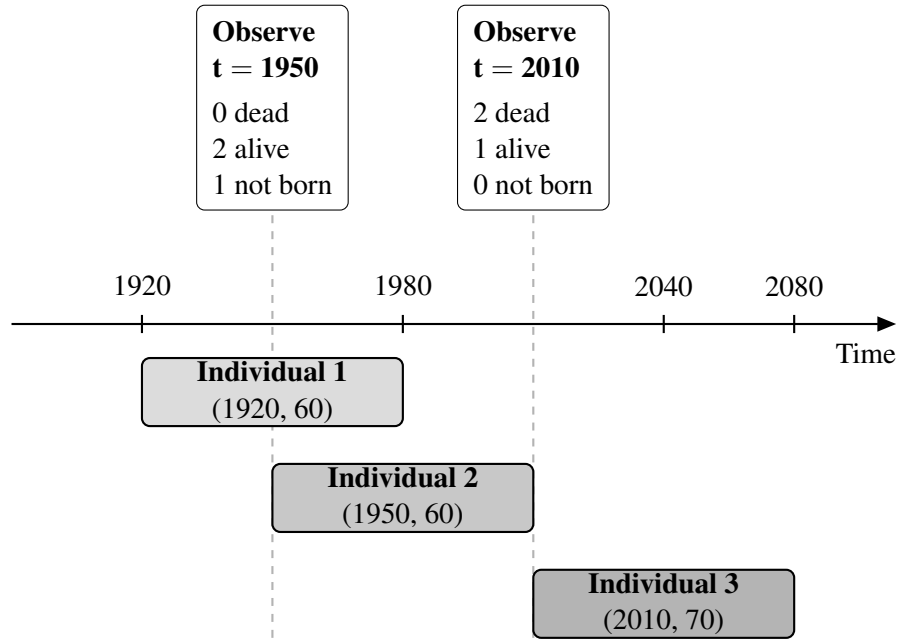 Observe
t = 1950
0 dead
2 alive
1 not born
Observe
t = 2010
2 dead
1 alive
0 not born
1920
1980
2040
2080
Time
Individual 1
(1920, 60)
Individual 2
(1950, 60)
Individual 3
(2010, 70)